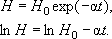 H = H₀ exp(−αt),
ln H = ln H₀ − αt,